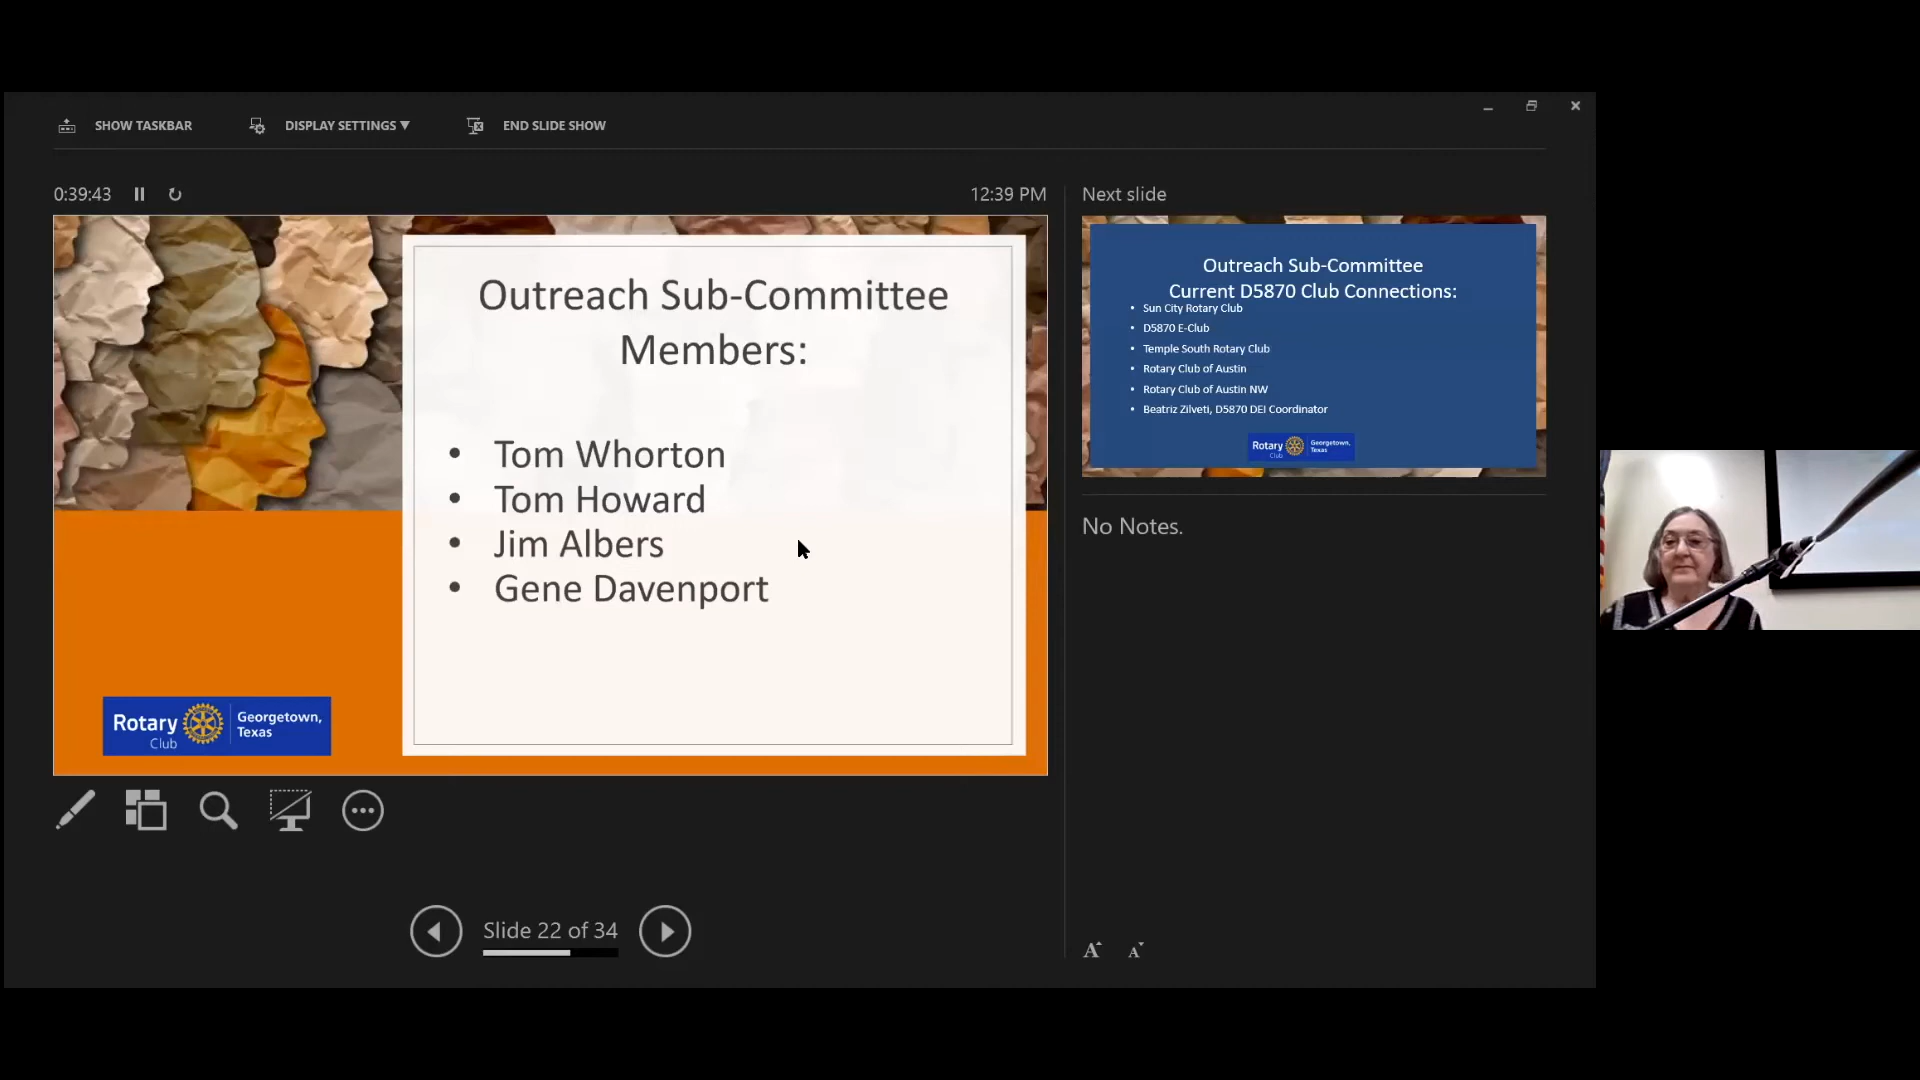 SHOW TASKBAR
DISPLAY SETTINGS ▼
END SLIDE SHOW
0:39:43
12:39 PM
Next slide
Outreach Sub-Committee
Members:
• Tom Whorton
• Tom Howard
• Jim Albers
• Gene Davenport
Rotary
Club
Georgetown,
Texas
Outreach Sub-Committee
Current D5870 Club Connections:
• Sun City Rotary Club
• D5870 E-Club
• Temple South Rotary Club
• Rotary Club of Austin
• Rotary Club of Austin NW
• Beatriz Zilveti, D5870 DEI Coordinator
Rotary
Club
Georgetown,
Texas
No Notes.
Slide 22 of 34
A A